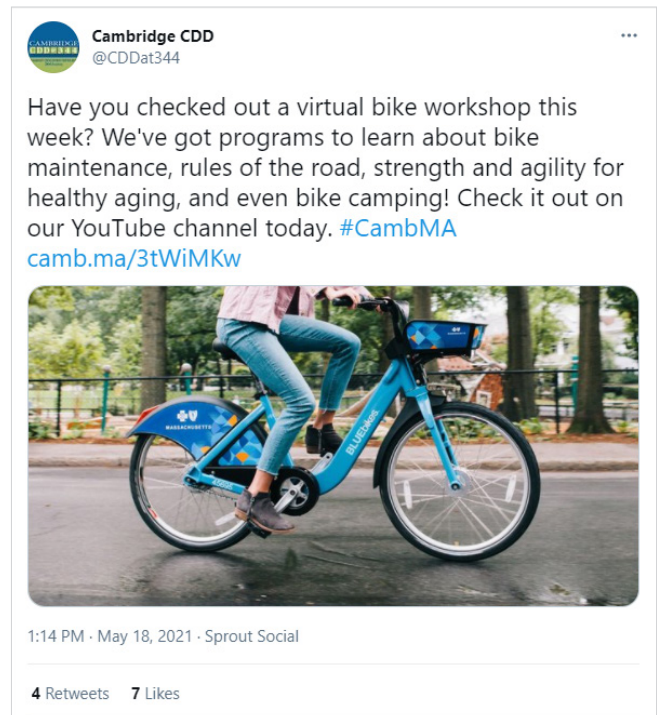 CAMBRIDGE
Cambridge CDD
@CDDat344
Have you checked out a virtual bike workshop this
week? We've got programs to learn about bike
maintenance, rules of the road, strength and agility for
healthy aging, and even bike camping! Check it out on
our YouTube channel today. #CambMA
camb.ma/3tWiMKw
MASSACHUSETTS
BLUEbikes
1:14 PM · May 18, 2021 · Sprout Social
4 Retweets 7 Likes